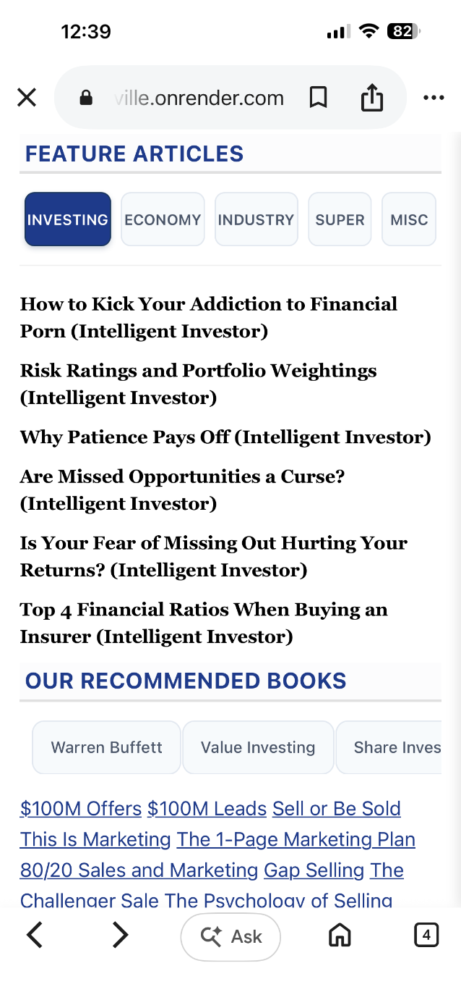 12:39
82
ville.onrender.com
FEATURE ARTICLES
INVESTING ECONOMY INDUSTRY SUPER MISC
How to Kick Your Addiction to Financial
Porn (Intelligent Investor)
Risk Ratings and Portfolio Weightings
(Intelligent Investor)
Why Patience Pays Off (Intelligent Investor)
Are Missed Opportunities a Curse?
(Intelligent Investor)
Is Your Fear of Missing Out Hurting Your
Returns? (Intelligent Investor)
Top 4 Financial Ratios When Buying an
Insurer (Intelligent Investor)
OUR RECOMMENDED BOOKS
Warren Buffett Value Investing Share Inves
$100M Offers $100M Leads Sell or Be Sold
This Is Marketing The 1-Page Marketing Plan
80/20 Sales and Marketing Gap Selling The
Challenger Sale The Psychology of Selling
Ask
4